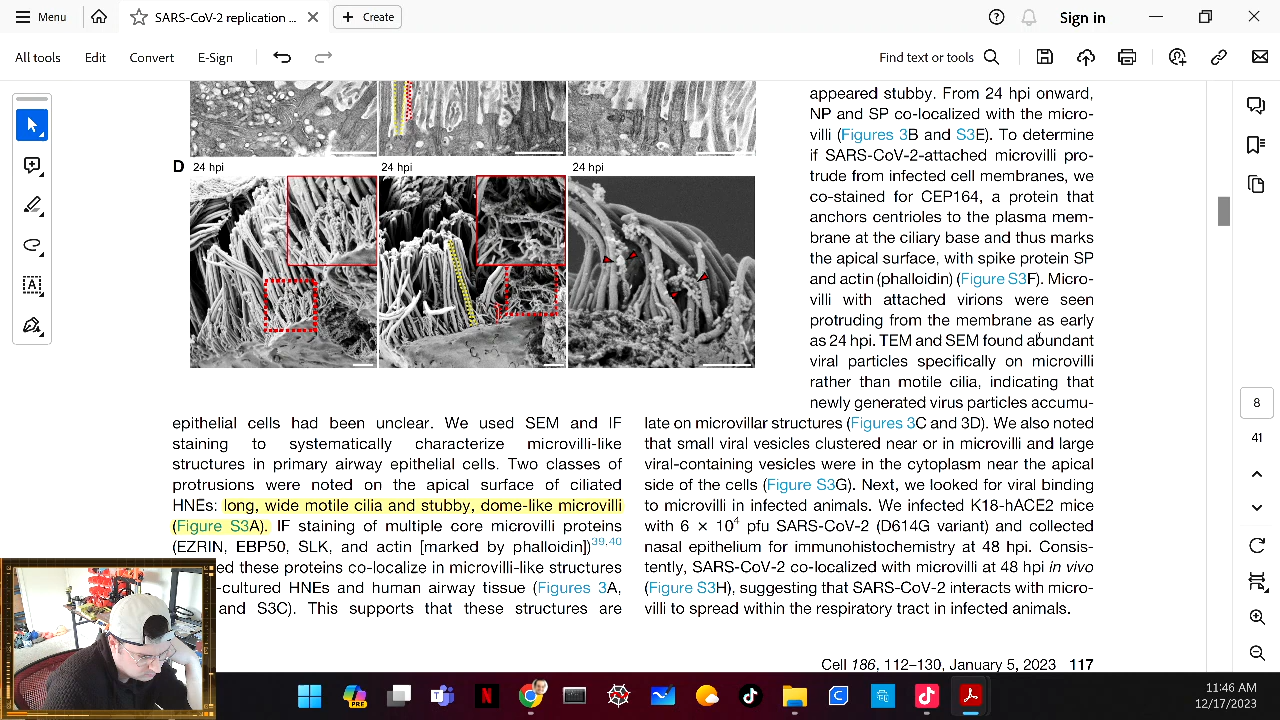 Menu
SARS-CoV-2 replication ...
Create
Sign in
All tools
Edit
Convert
E-Sign
Find text or tools
D
24 hpi
24 hpi
24 hpi
appeared stubby. From 24 hpi onward,
NP and SP co-localized with the micro-
villi (Figures 3B and S3E). To determine
if SARS-CoV-2-attached microvilli pro-
trude from infected cell membranes, we
co-stained for CEP164, a protein that
anchors centrioles to the plasma mem-
brane at the ciliary base and thus marks
the apical surface, with spike protein SP
and actin (phalloidin) (Figure S3F). Micro-
villi with attached virions were seen
protruding from the membrane as early
as 24 hpi. TEM and SEM found abundant
viral particles specifically on microvilli
rather than motile cilia, indicating that
newly generated virus particles accumu-
epithelial cells had been unclear. We used SEM and IF
staining to systematically characterize microvilli-like
structures in primary airway epithelial cells. Two classes of
protrusions were noted on the apical surface of ciliated
HNEs: long, wide motile cilia and stubby, dome-like microvilli
(Figure S3A). IF staining of multiple core microvilli proteins
(EZRIN, EBP50, SLK, and actin [marked by phalloidin])39,40
ed these proteins co-localize in microvilli-like structures
-cultured HNEs and human airway tissue (Figures 3A,
and S3C). This supports that these structures are
late on microvillar structures (Figures 3C and 3D). We also noted
that small viral vesicles clustered near or in microvilli and large
viral-containing vesicles were in the cytoplasm near the apical
side of the cells (Figure S3G). Next, we looked for viral binding
to microvilli in infected animals. We infected K18-hACE2 mice
with 6 × 10⁴ pfu SARS-CoV-2 (D614G variant) and collected
nasal epithelium for immunohistochemistry at 48 hpi. Consis-
tently, SARS-CoV-2 co-localized with microvilli at 48 hpi in vivo
(Figure S3H), suggesting that SARS-CoV-2 interacts with micro-
villi to spread within the respiratory tract in infected animals.
Cell 186, 112–130, January 5, 2023 117
8
41
11:46 AM
12/17/2023